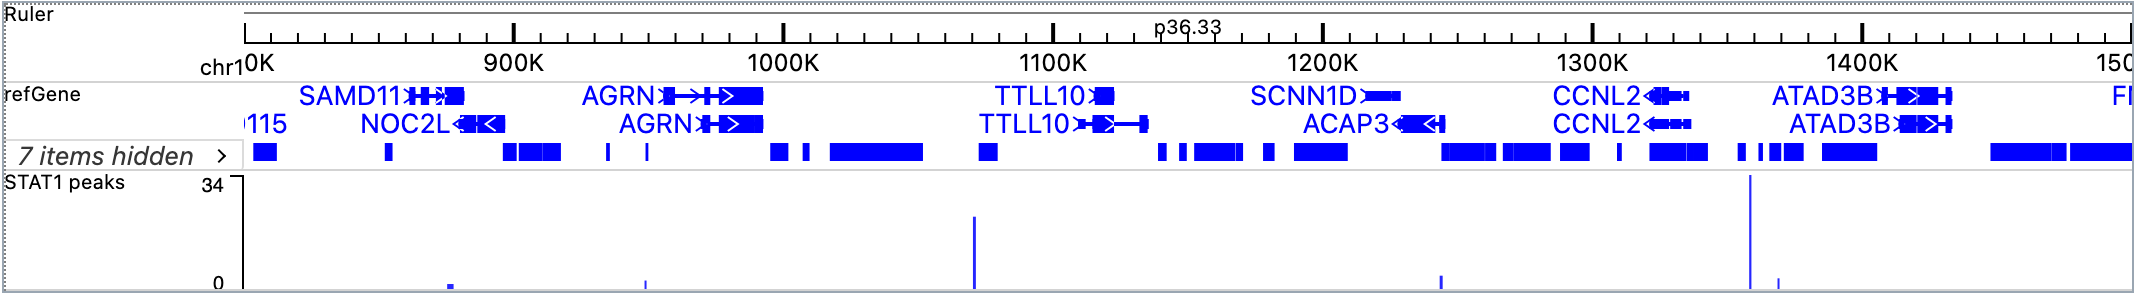 Ruler
p36.33
chr1 0K 900K 1000K 1100K 1200K 1300K 1400K 150
refGene SAMD11 AGRN TTLL10 SCNN1D CCNL2 ATAD3B
115 NOC2L AGRN TTLL10 ACAP3 CCNL2 ATAD3B
7 items hidden
STAT1 peaks 34
0